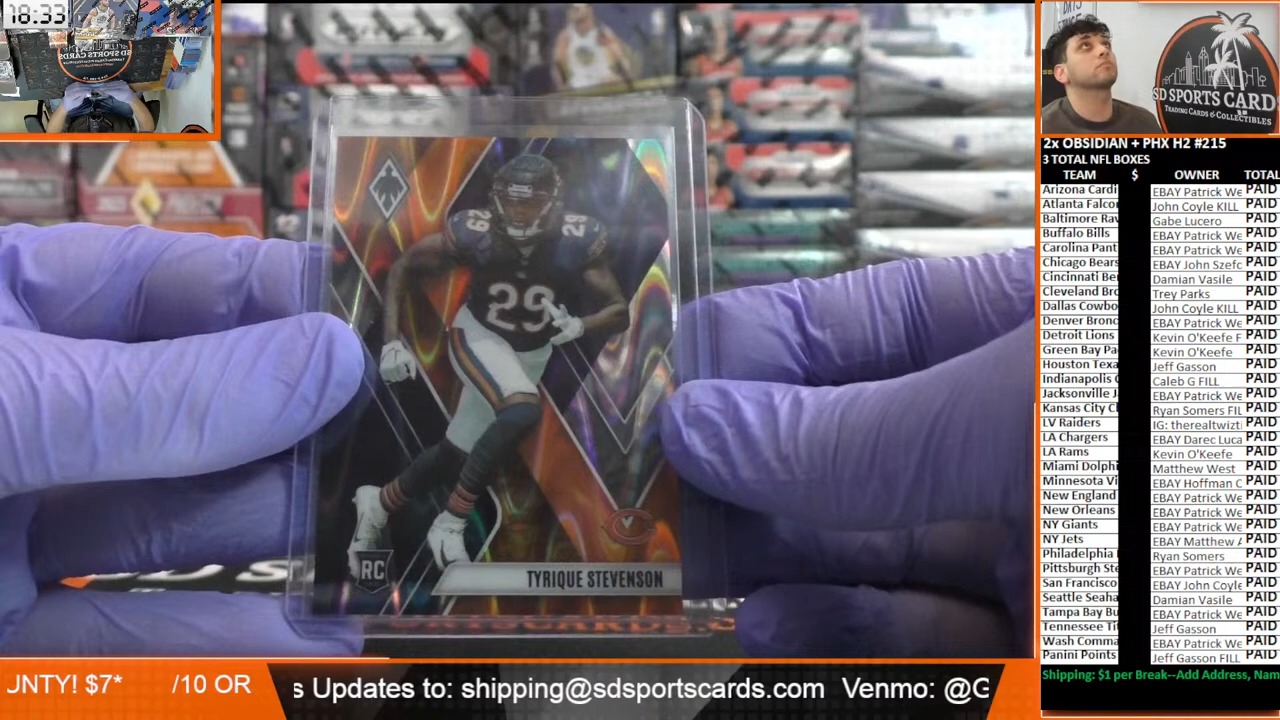 18:33
SD SPORTS CARD
TRADING CARDS & COLLECTIBLES
29
29
29
RC
TYRIQUE STEVENSON
2x OBSIDIAN + PHX H2 #215
3 TOTAL NFL BOXES
TEAM $ OWNER TOTAL
Arizona Cardi EBAY Patrick We PAID
Atlanta Falcor John Coyle KILL PAID
Baltimore Rav Gabe Lucero PAID
Buffalo Bills EBAY Patrick We PAID
Carolina Pant EBAY Patrick We PAID
Chicago Bears EBAY John Szefc PAID
Cincinnati Be Damian Vasile PAID
Cleveland Bro Trey Parks PAID
Dallas Cowbo John Coyle KILL PAID
Denver Bronc EBAY Patrick We PAID
Detroit Lions Kevin O'Keefe F PAID
Green Bay Pa Kevin O'Keefe PAID
Houston Texa Jeff Gasson PAID
Indianapolis C Caleb G FILL PAID
Jacksonville J EBAY Patrick We PAID
Kansas City C Ryan Somers FIL PAID
LV Raiders IG: therealtwizti PAID
LA Chargers EBAY Darec Luca PAID
LA Rams Kevin O'Keefe PAID
Miami Dolphi Matthew West PAID
Minnesota Vi EBAY Hoffman C PAID
New England EBAY Patrick We PAID
New Orleans EBAY Patrick We PAID
NY Giants EBAY Patrick We PAID
NY Jets EBAY Matthew A PAID
Philadelphia Ryan Somers PAID
Pittsburgh Ste EBAY Patrick We PAID
San Francisco EBAY John Coyle PAID
Seattle Seaha Damian Vasile PAID
Tampa Bay Bu EBAY Patrick We PAID
Tennessee Tit Jeff Gasson PAID
Wash Comma EBAY Patrick We PAID
Panini Points Jeff Gasson FILL PAID
Shipping: $1 per Break--Add Address, Nam
JNTY! $7* /10 OR s Updates to: shipping@sdsportscards.com Venmo: @G